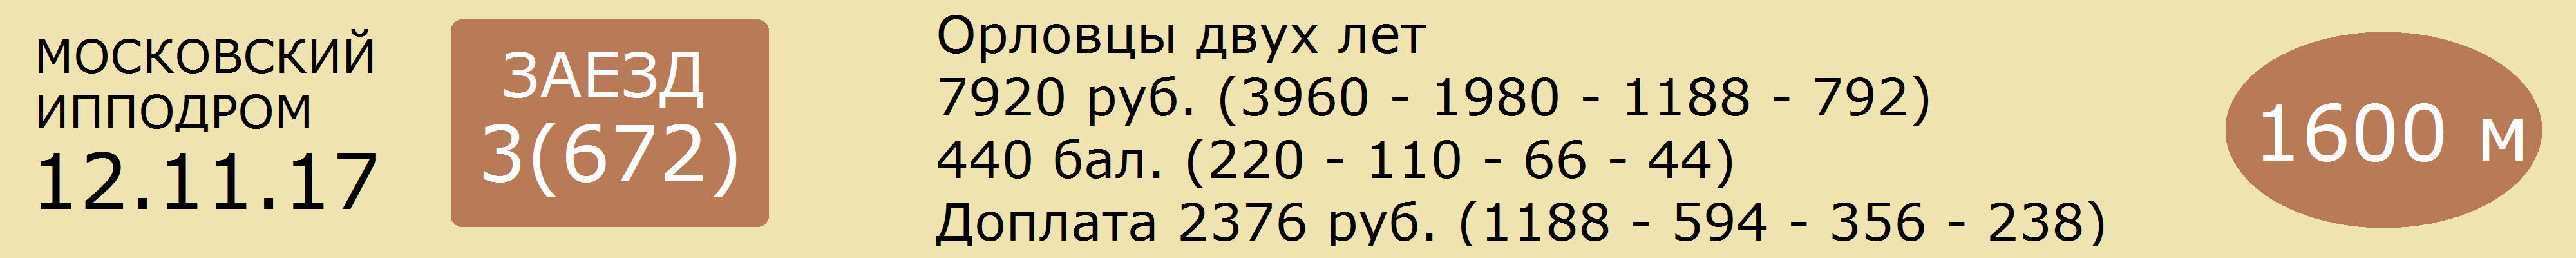 МОСКОВСКИЙ
ИППОДРОМ
12.11.17
ЗАЕЗД
3(672)
Орловцы двух лет
7920 руб. (3960 - 1980 - 1188 - 792)
440 бал. (220 - 110 - 66 - 44)
Доплата 2376 руб. (1188 - 594 - 356 - 238)
1600 м